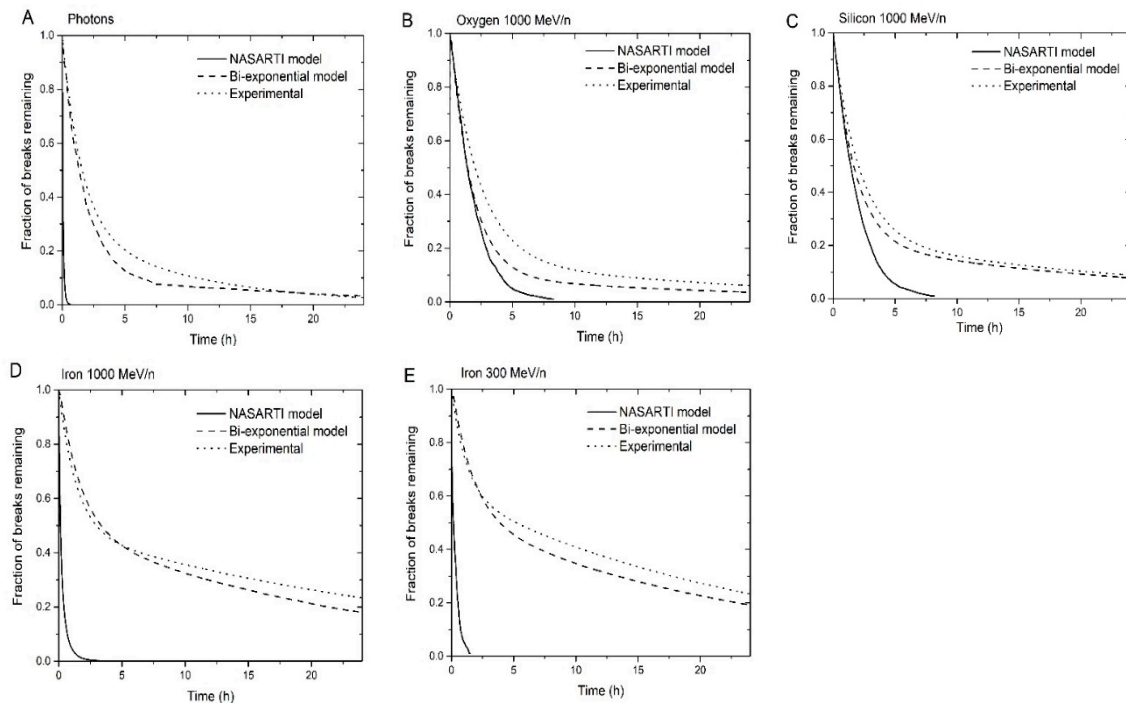 A Photons
NASARTI model
Bi-exponential model
Experimental
Fraction of breaks remaining
1.0
0.8
0.6
0.4
0.2
0.0
0 5 10 15 20
Time (h)
B Oxygen 1000 MeV/n
NASARTI model
Bi-exponential model
Experimental
Fraction of breaks remaining
1.0
0.8
0.6
0.4
0.2
0.0
0 5 10 15 20
Time (h)
C Silicon 1000 MeV/n
NASARTI model
Bi-exponential model
Experimental
Fraction of breaks remaining
1.0
0.8
0.6
0.4
0.2
0.0
0 5 10 15 20
Time (h)
D Iron 1000 MeV/n
NASARTI model
Bi-exponential model
Experimental
Fraction of breaks remaining
1.0
0.8
0.6
0.4
0.2
0.0
0 5 10 15 20
Time (h)
E Iron 300 MeV/n
NASARTI model
Bi-exponential model
Experimental
Fraction of breaks remaining
1.0
0.8
0.6
0.4
0.2
0.0
0 5 10 15 20
Time (h)